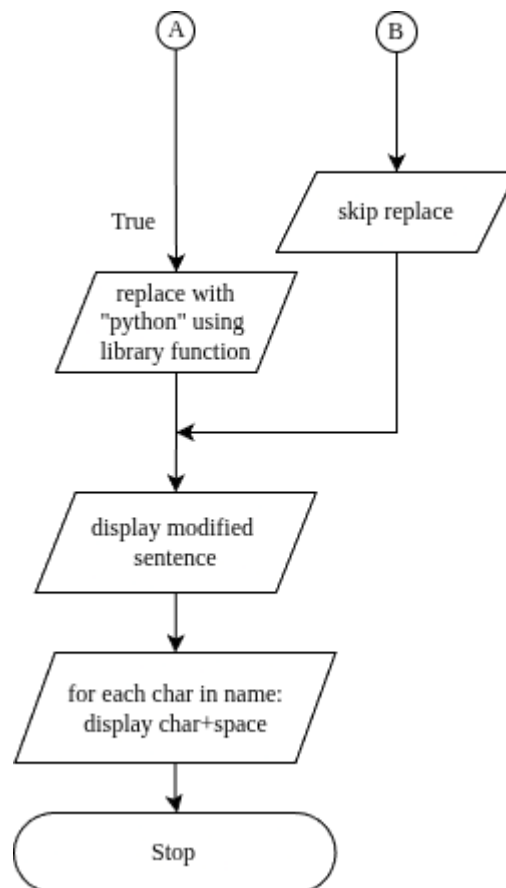 A
B
skip replace
True
replace with
"python" using
library function
display modified
sentence
for each char in name:
display char+space
Stop